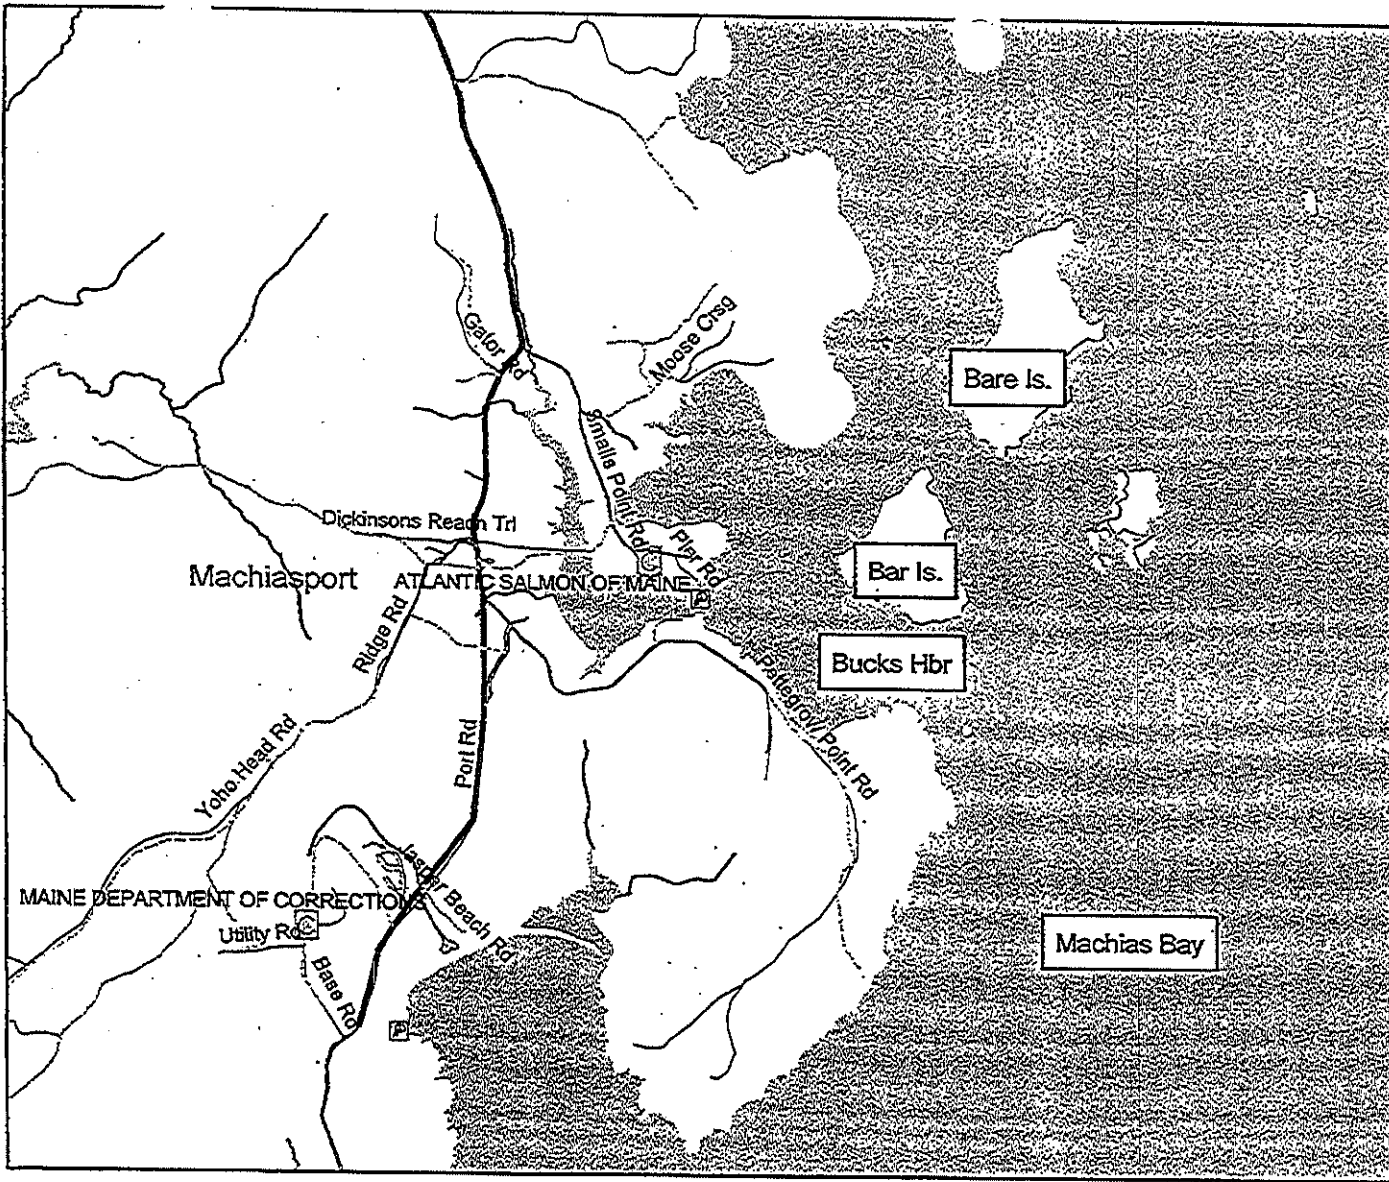 Gator Rd
Moose Crsg
Bare Is.
Smalls Point Rd
Dickinsons Reach Trl
Pier Rd
Bar Is.
Machiasport
ATLANTIC SALMON OF MAINE
C
P
Ridge Rd
Bucks Hbr
Pettegrow Point Rd
Port Rd
Yoho Head Rd
Jasper Beach Rd
MAINE DEPARTMENT OF CORRECTIONS
C
Utility Rd
Machias Bay
Base Rd
P